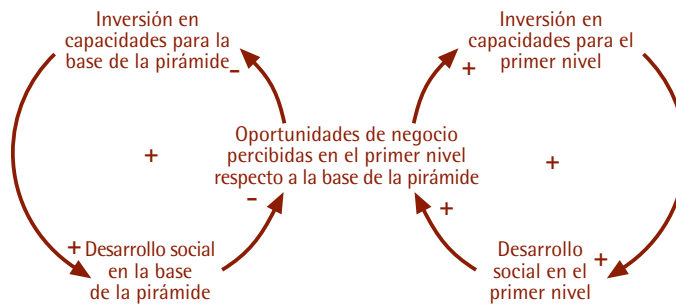 Inversión en
capacidades para la
base de la pirámide
-
Inversión en
capacidades para el
primer nivel
+
Oportunidades de negocio
percibidas en el primer nivel
respecto a la base de la pirámide
+
+
-
+
+
Desarrollo social
en la base
de la pirámide
Desarrollo
social en el
primer nivel
+